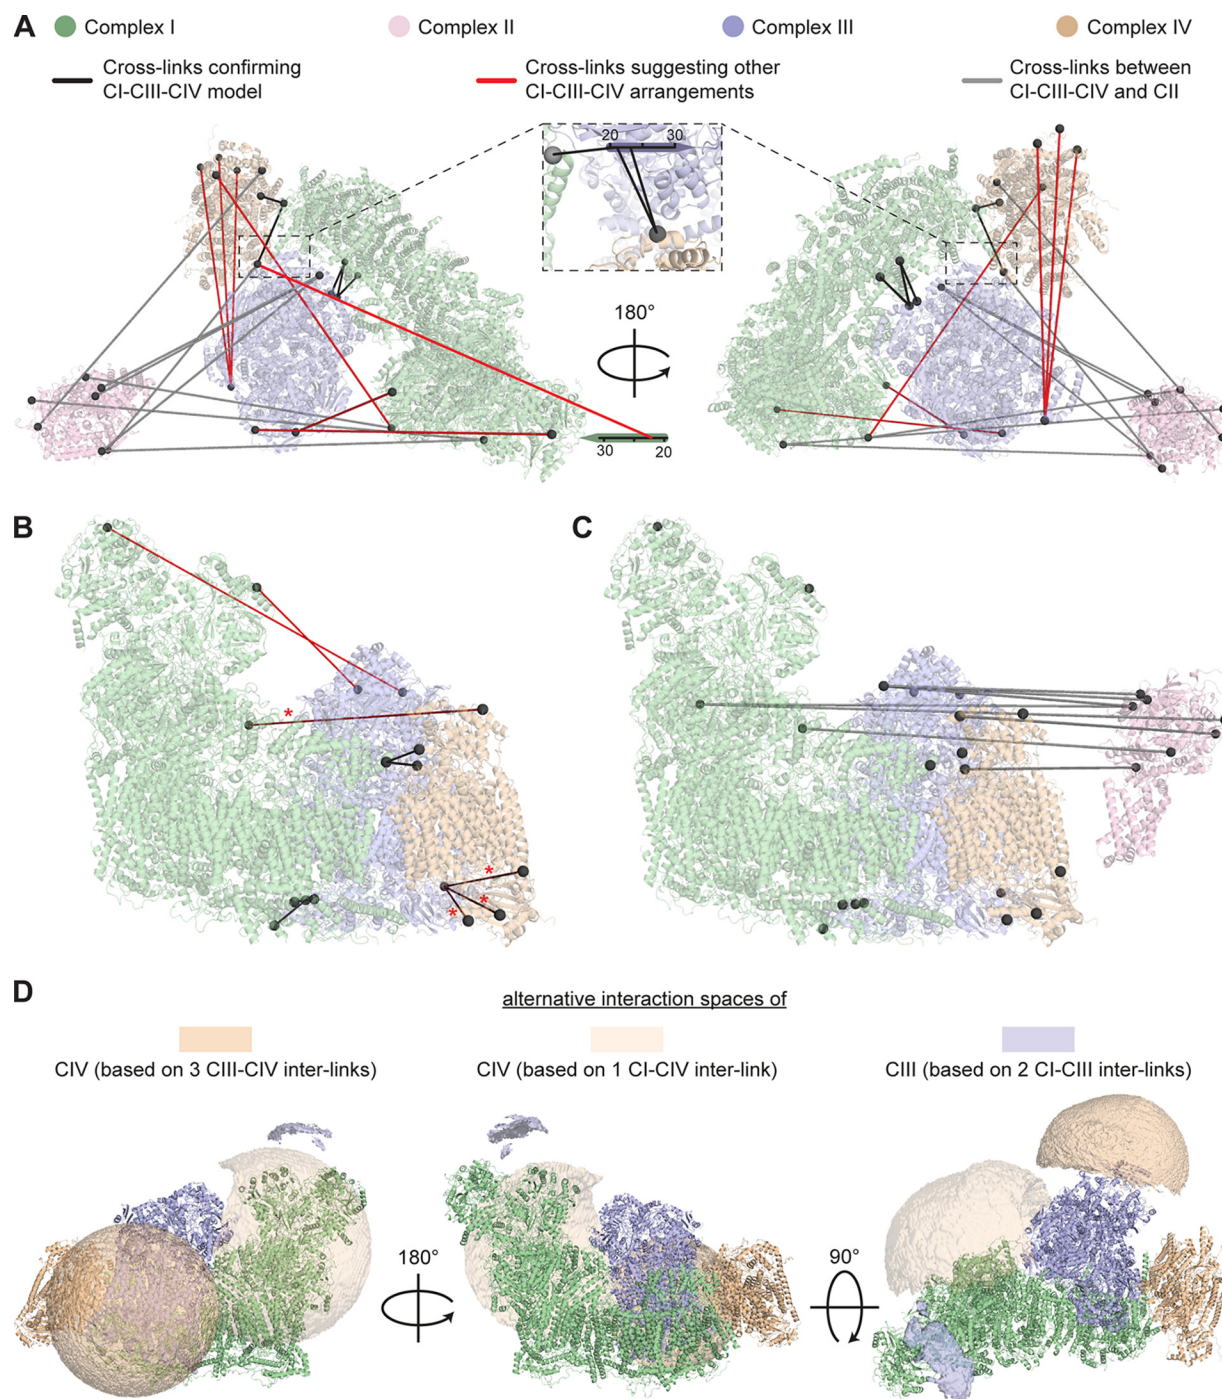 A
Complex I
Complex II
Complex III
Complex IV
Cross-links confirming
CI-CIII-CIV model
Cross-links suggesting other
CI-CIII-CIV arrangements
Cross-links between
CI-CIII-CIV and CII
20
30
180°
30
20
B
C
*
*
*
*
D
alternative interaction spaces of
CIV (based on 3 CIII-CIV inter-links)
CIV (based on 1 CI-CIV inter-link)
CIII (based on 2 CI-CIII inter-links)
180°
90°